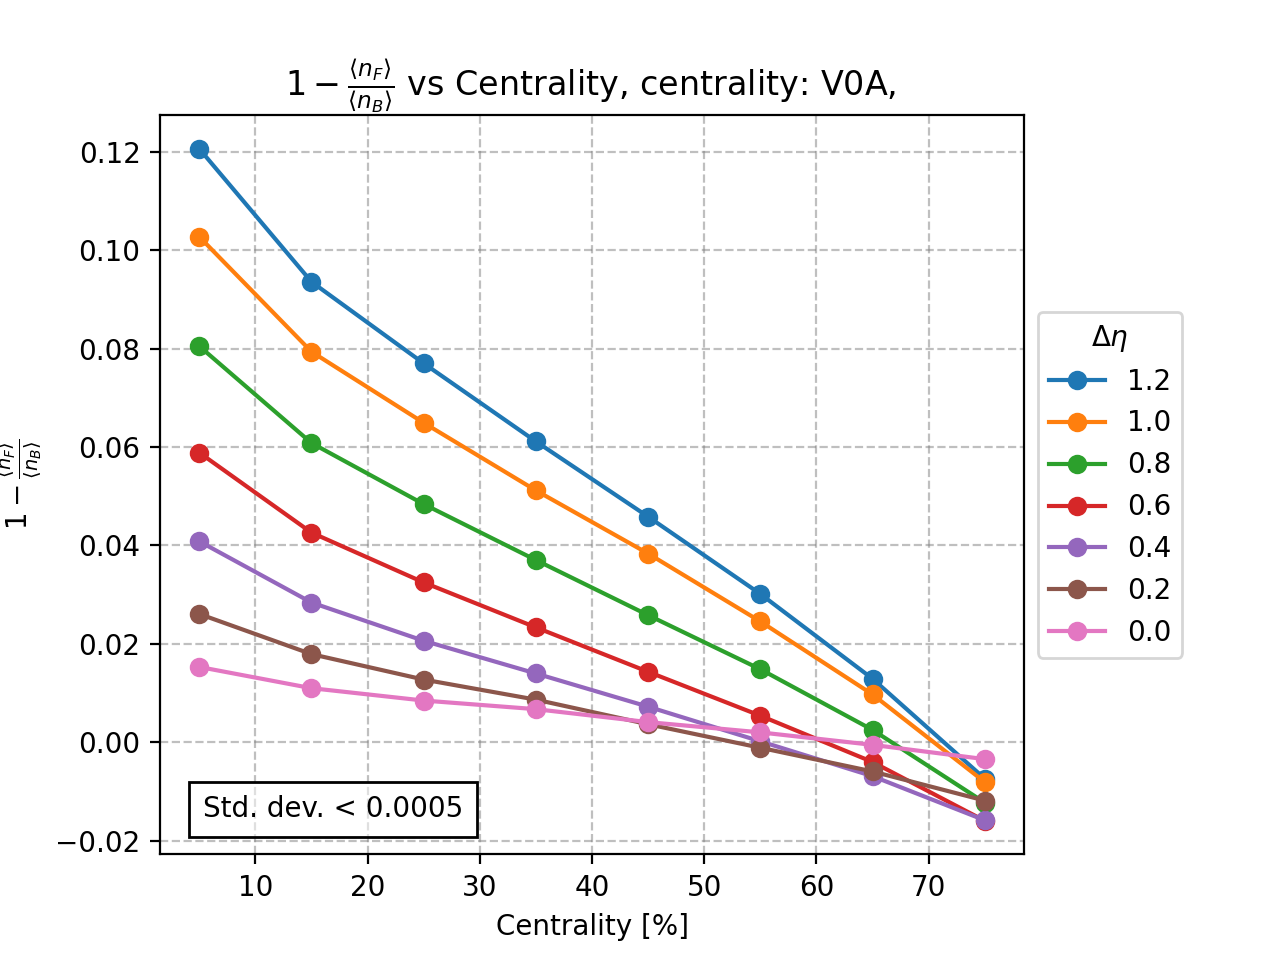 1 − ⟨n_F⟩/⟨n_B⟩ vs Centrality, centrality: V0A,
0.12
0.10
0.08
0.06
0.04
0.02
0.00
−0.02
1 − ⟨n_F⟩/⟨n_B⟩
Std. dev. < 0.0005
10 20 30 40 50 60 70
Centrality [%]
Δη
1.2
1.0
0.8
0.6
0.4
0.2
0.0